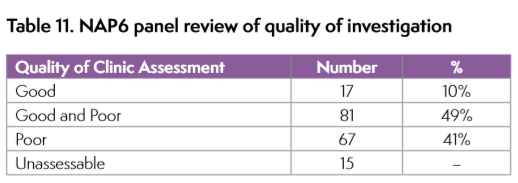 Table 11. NAP6 panel review of quality of investigation
Quality of Clinic Assessment Number %
Good 17 10%
Good and Poor 81 49%
Poor 67 41%
Unassessable 15 –